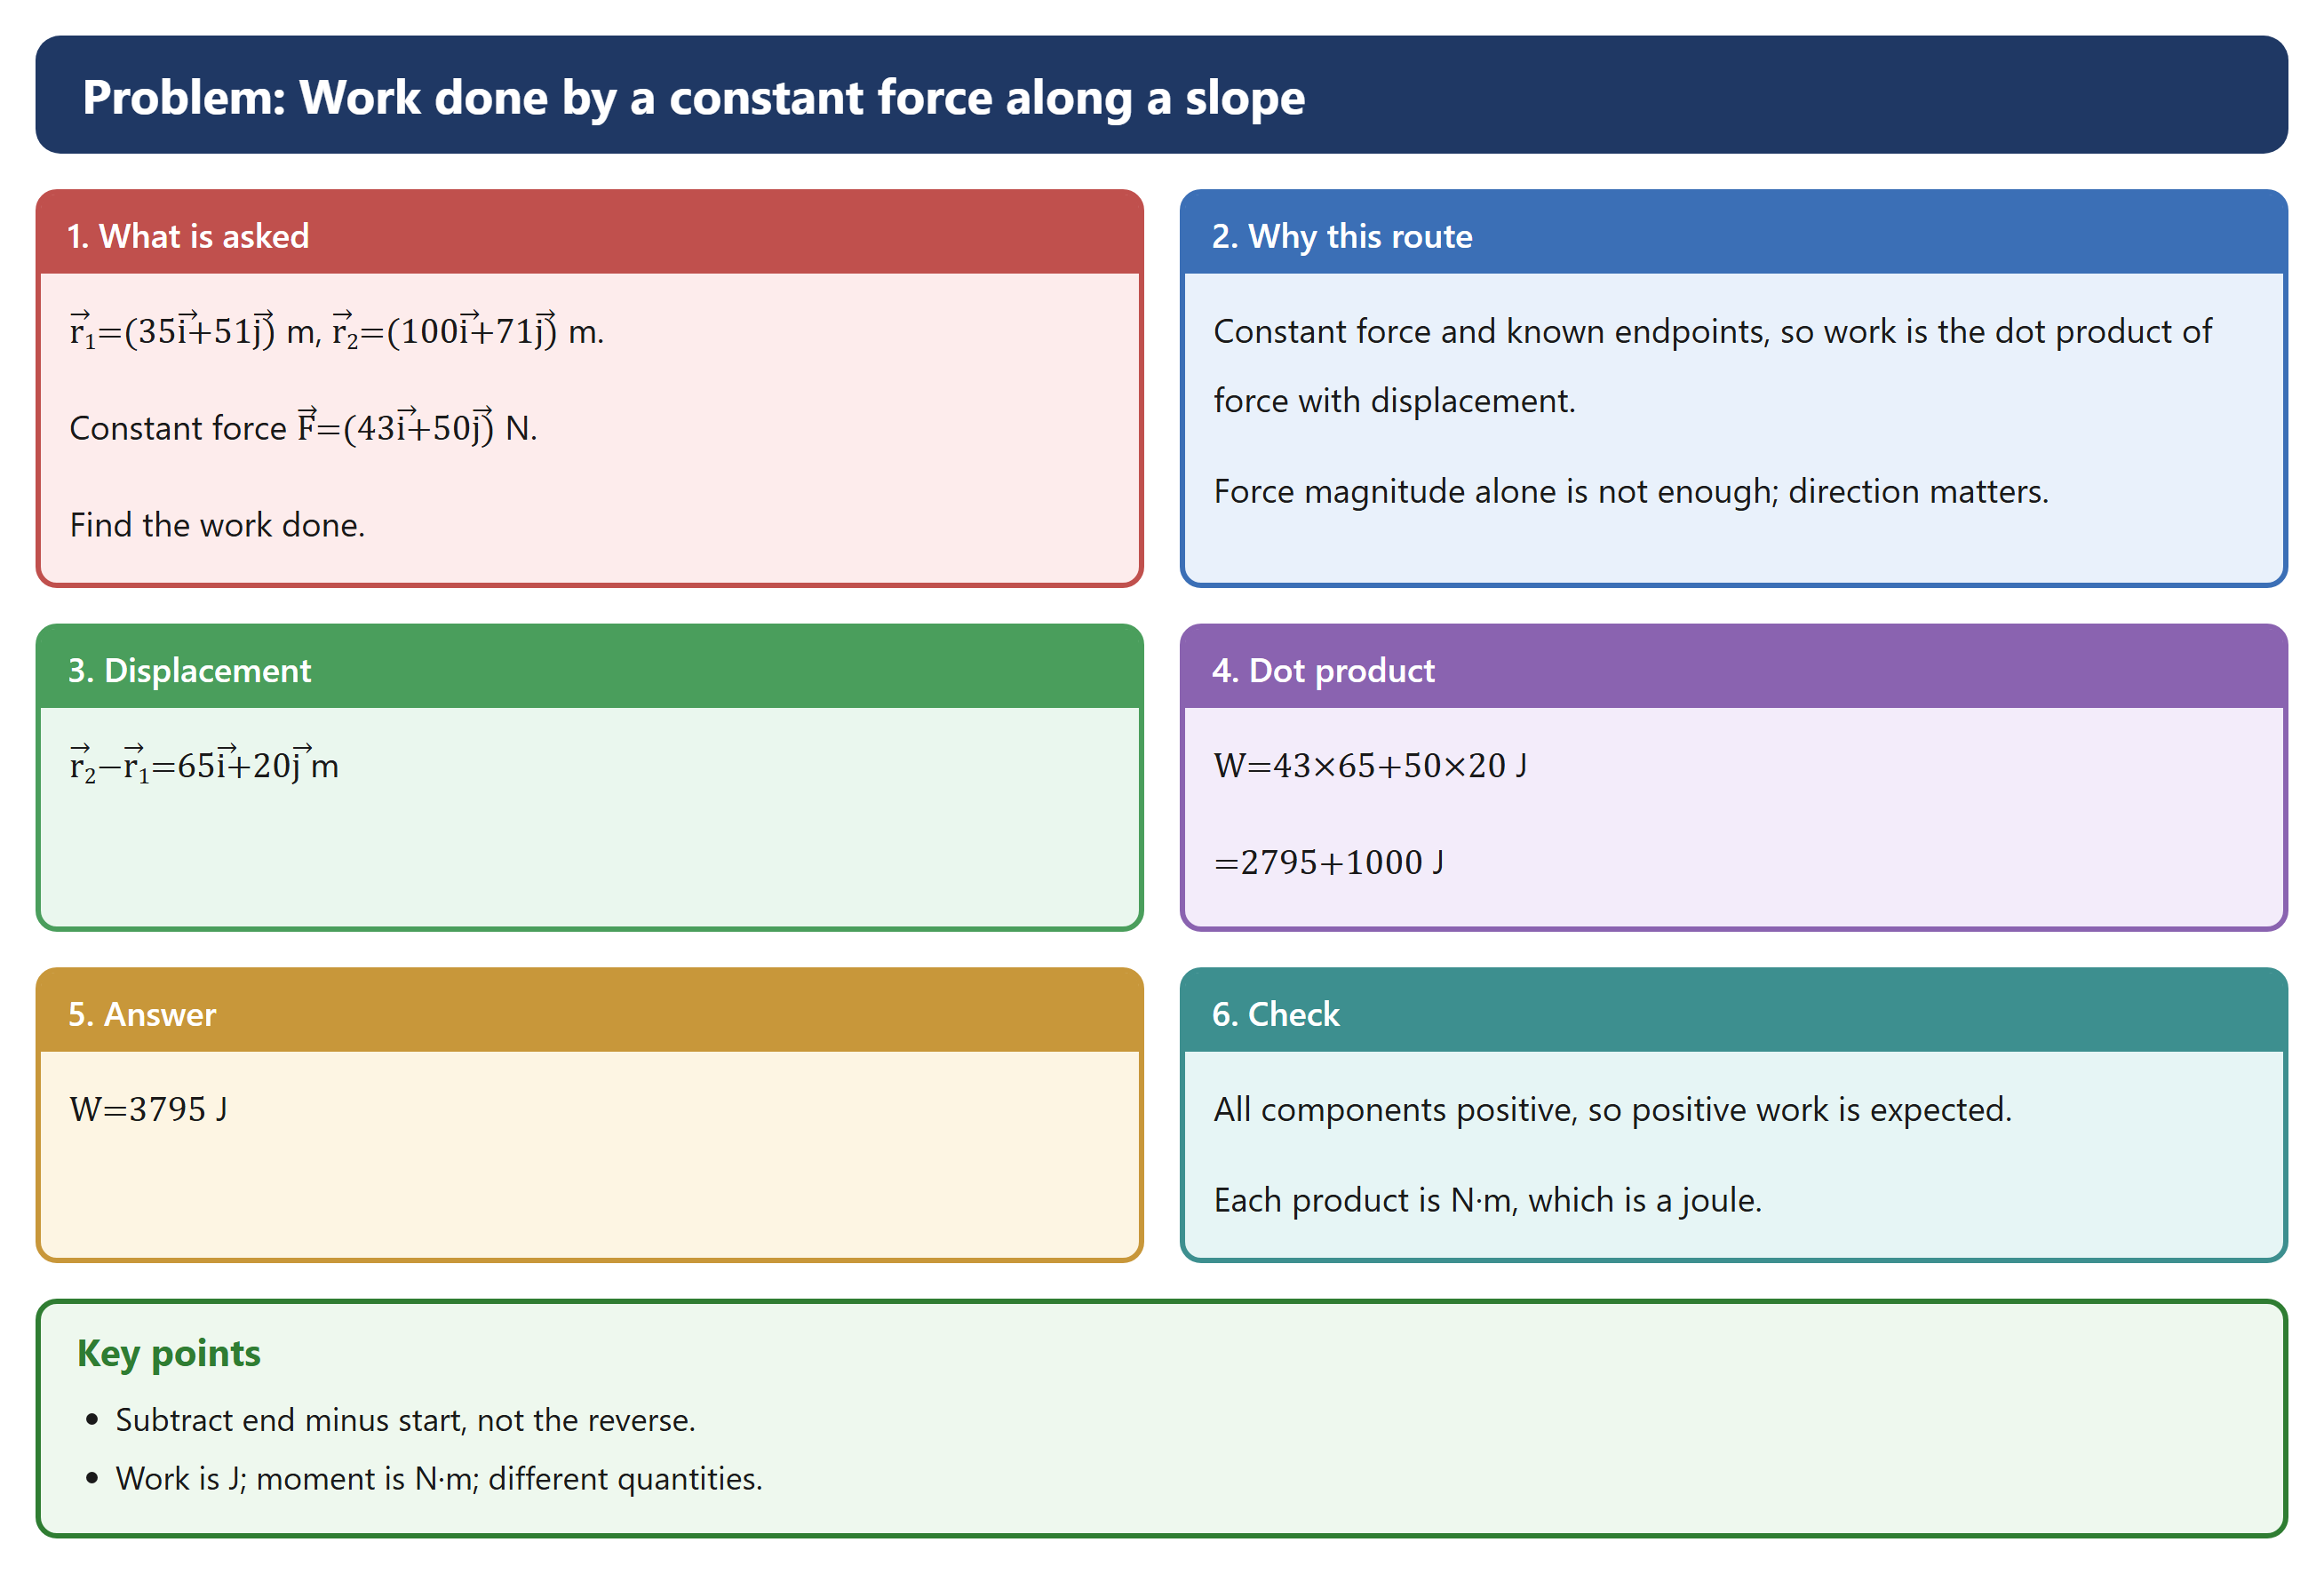 Problem: Work done by a constant force along a slope
1. What is asked
r⃗₁=(35i⃗+51j⃗) m, r⃗₂=(100i⃗+71j⃗) m.
Constant force F⃗=(43i⃗+50j⃗) N.
Find the work done.
2. Why this route
Constant force and known endpoints, so work is the dot product of
force with displacement.
Force magnitude alone is not enough; direction matters.
3. Displacement
r⃗₂−r⃗₁=65i⃗+20j⃗ m
4. Dot product
W=43×65+50×20 J
=2795+1000 J
5. Answer
W=3795 J
6. Check
All components positive, so positive work is expected.
Each product is N·m, which is a joule.
Key points
• Subtract end minus start, not the reverse.
• Work is J; moment is N·m; different quantities.